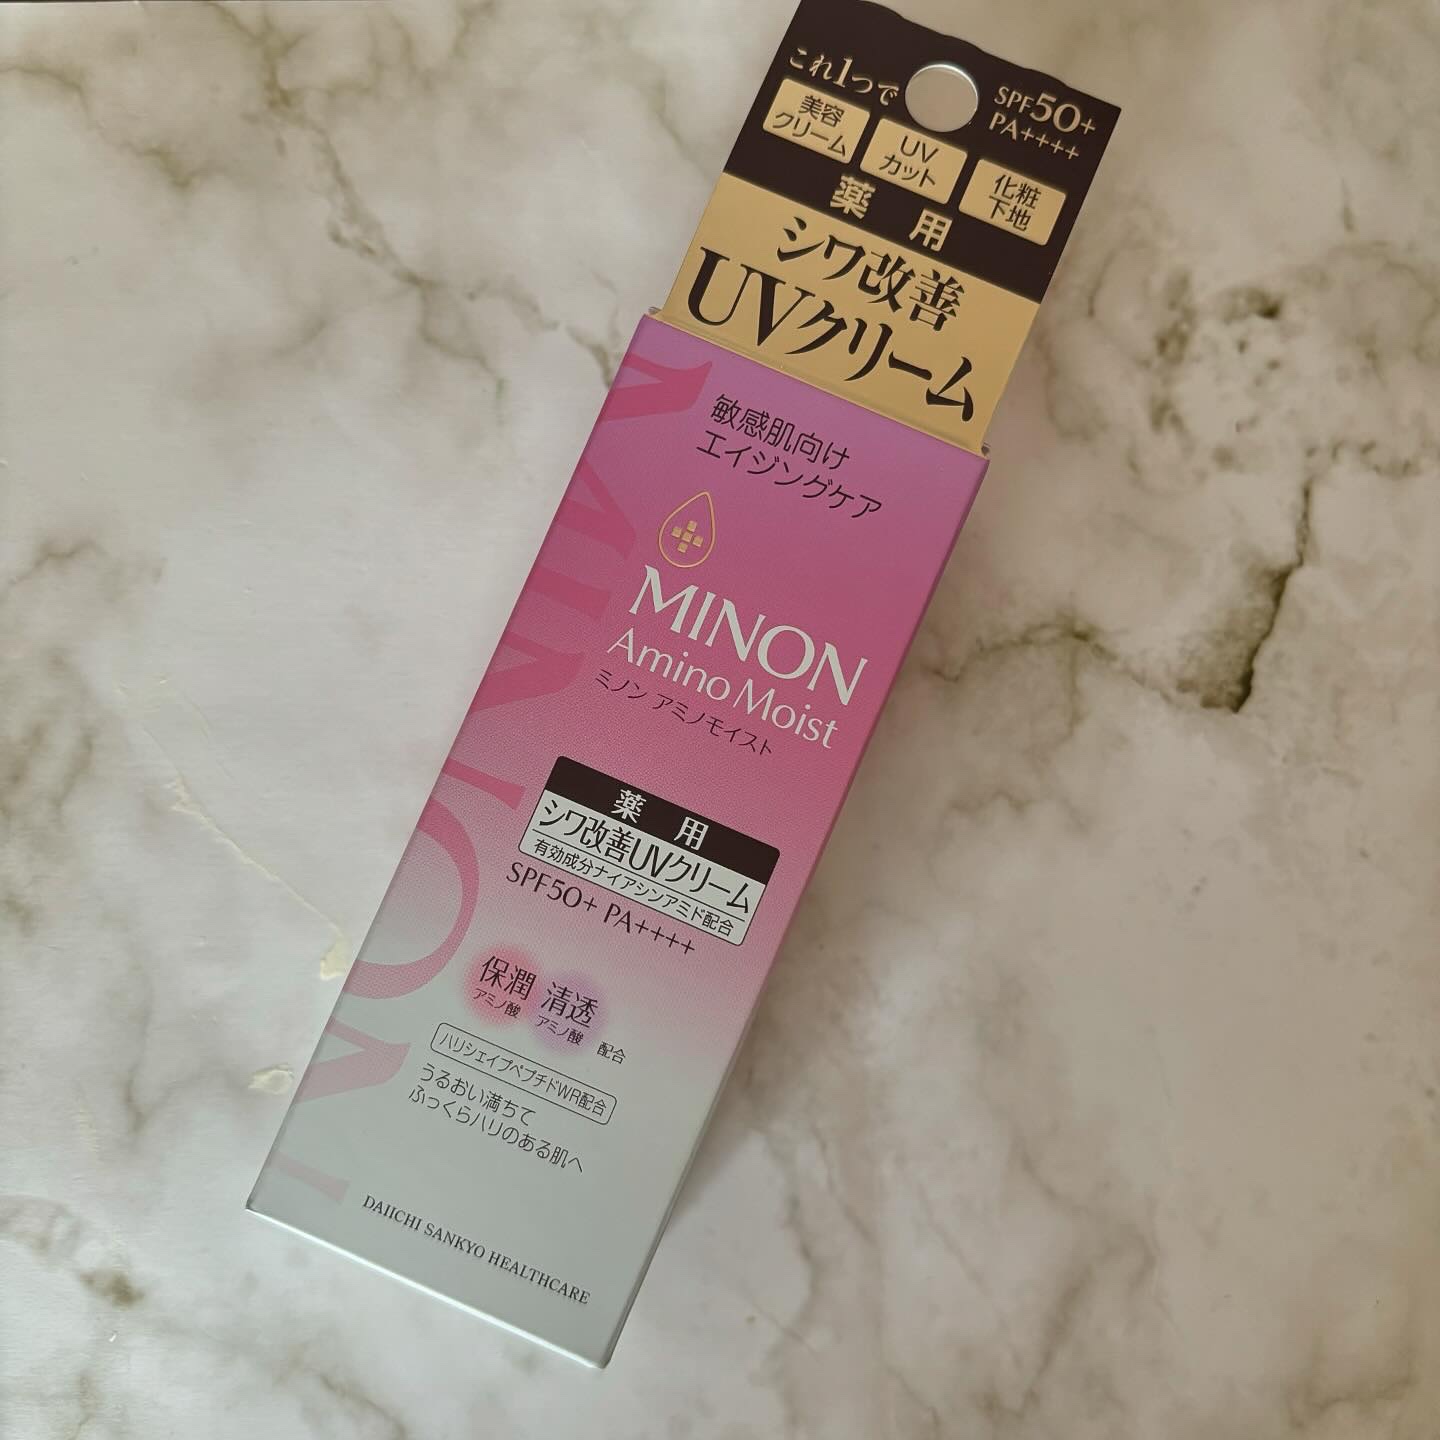 これ1つで
SPF50+
PA++++
美容
クリーム
UV
カット
化粧
下地
薬用
シワ改善
UVクリーム
敏感肌向け
エイジングケア
MINON
MINON
Amino Moist
ミノン アミノモイスト
薬用
シワ改善UVクリーム
有効成分ナイアシンアミド配合
SPF50+ PA++++
保潤
アミノ酸
清透
アミノ酸
配合
ハリシェイプペプチドWR配合
うるおい満ちて
ふっくらハリのある肌へ
DAIICHI SANKYO HEALTHCARE